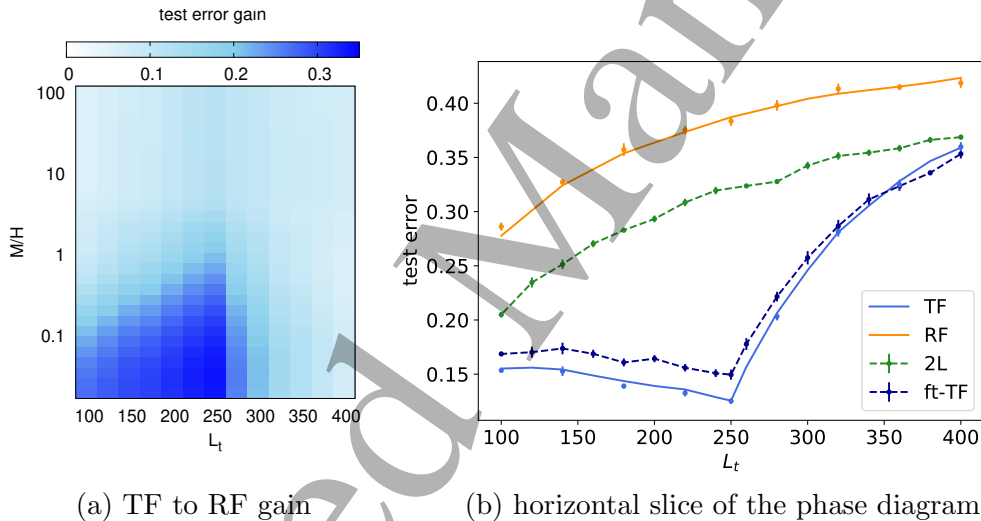 test error gain
0 0.1 0.2 0.3
100
10
1
0.1
M/H
100 150 200 250 300 350 400
L_t
0.40
0.35
0.30
0.25
0.20
0.15
test error
TF
RF
2L
ft-TF
100 150 200 250 300 350 400
L_t
(a) TF to RF gain
(b) horizontal slice of the phase diagram